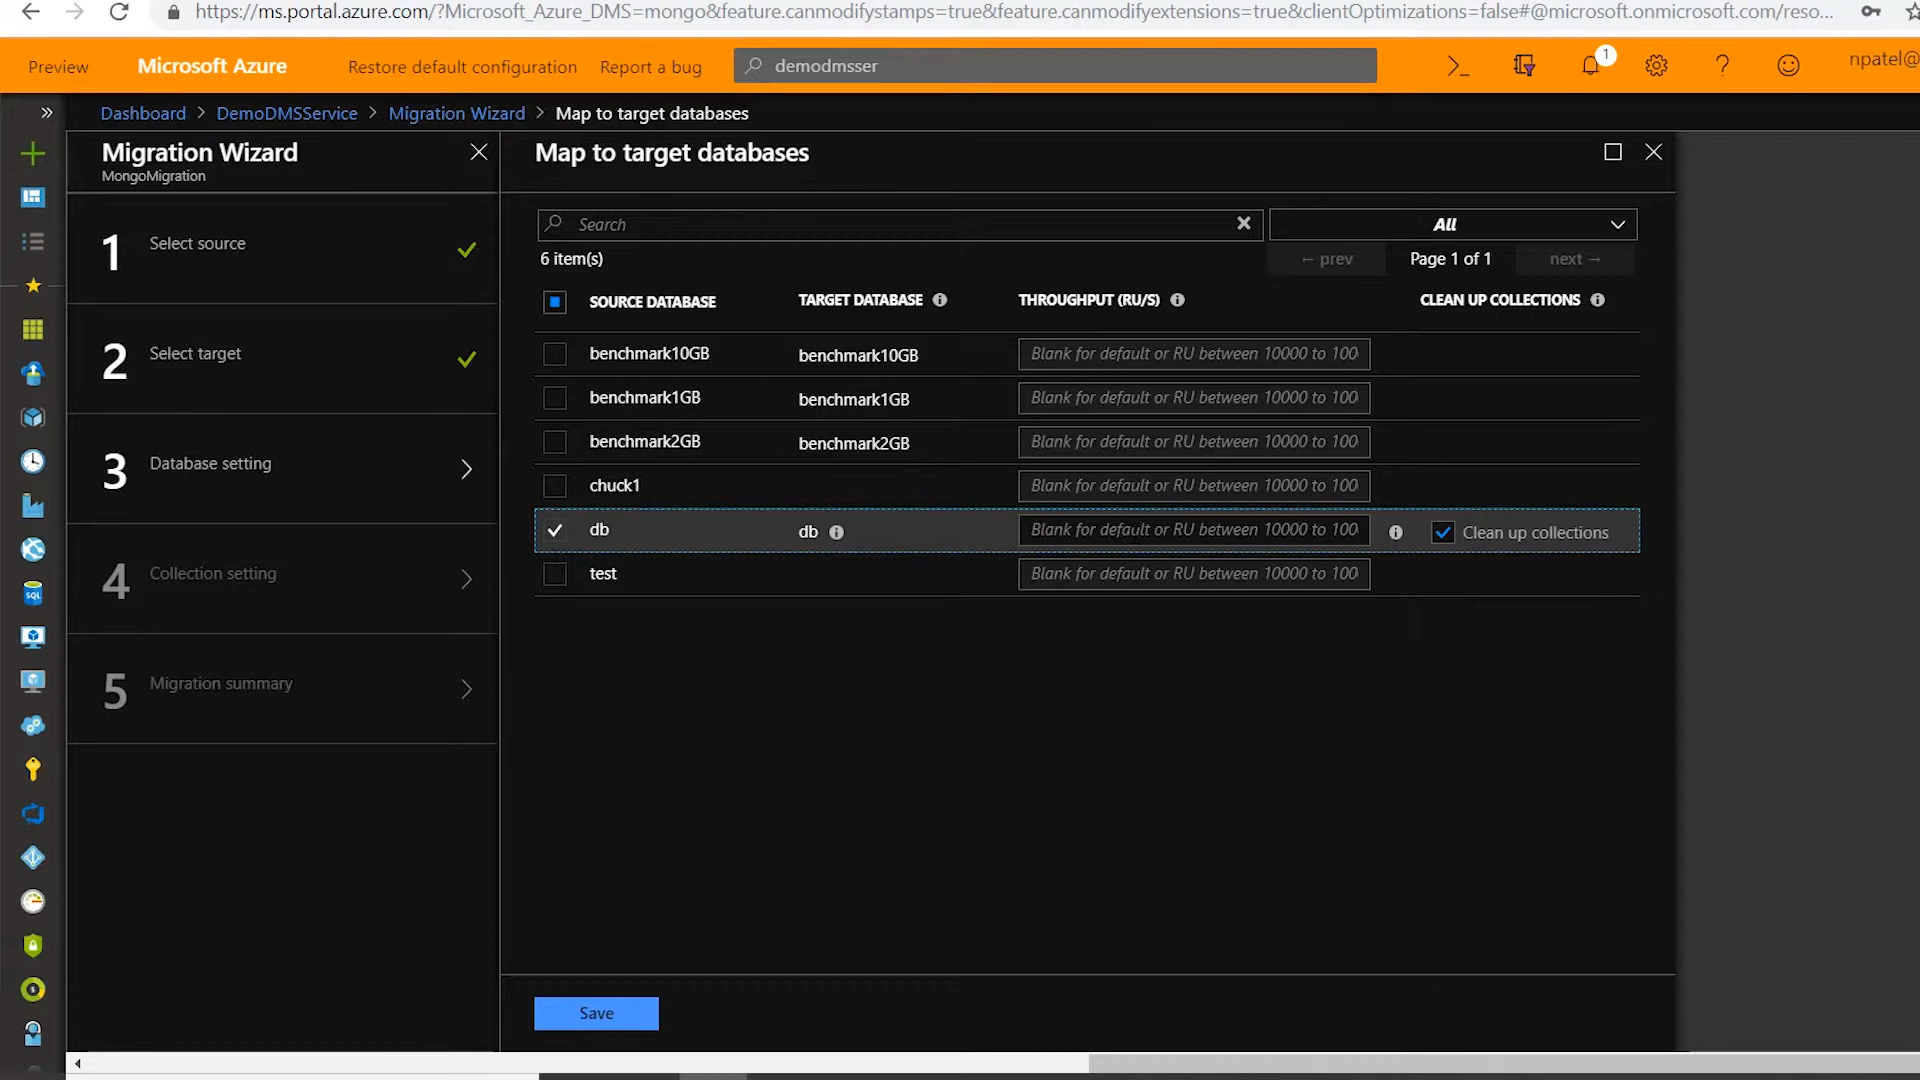 https://ms.portal.azure.com/?Microsoft_Azure_DMS=mongo&feature.canmodifystamps=true&feature.canmodifyextensions=true&clientOptimizations=false#@microsoft.onmicrosoft.com/reso...
Preview Microsoft Azure Restore default configuration Report a bug demodmsser 1 npatel@
Dashboard > DemoDMSService > Migration Wizard > Map to target databases
Migration Wizard
MongoMigration
1 Select source
2 Select target
3 Database setting
4 Collection setting
5 Migration summary
Map to target databases
Search All
6 item(s) ← prev Page 1 of 1 next →
SOURCE DATABASE TARGET DATABASE THROUGHPUT (RU/S) CLEAN UP COLLECTIONS
benchmark10GB benchmark10GB Blank for default or RU between 10000 to 100
benchmark1GB benchmark1GB Blank for default or RU between 10000 to 100
benchmark2GB benchmark2GB Blank for default or RU between 10000 to 100
chuck1 Blank for default or RU between 10000 to 100
db db Blank for default or RU between 10000 to 100 Clean up collections
test Blank for default or RU between 10000 to 100
Save
SQL